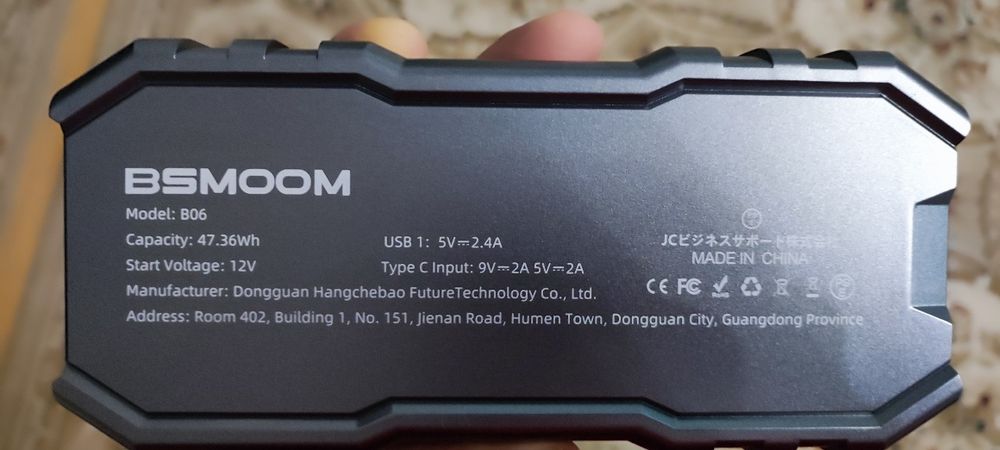 BSMOOM
Model: B06
Capacity: 47.36Wh
USB 1: 5V⎓2.4A
Start Voltage: 12V
Type C Input: 9V⎓2A 5V⎓2A
Manufacturer: Dongguan Hangchebao FutureTechnology Co., Ltd.
Address: Room 402, Building 1, No. 151, Jienan Road, Humen Town, Dongguan City, Guangdong Province
JCビジネスサポート株式会
MADE IN CHINA
CE FC